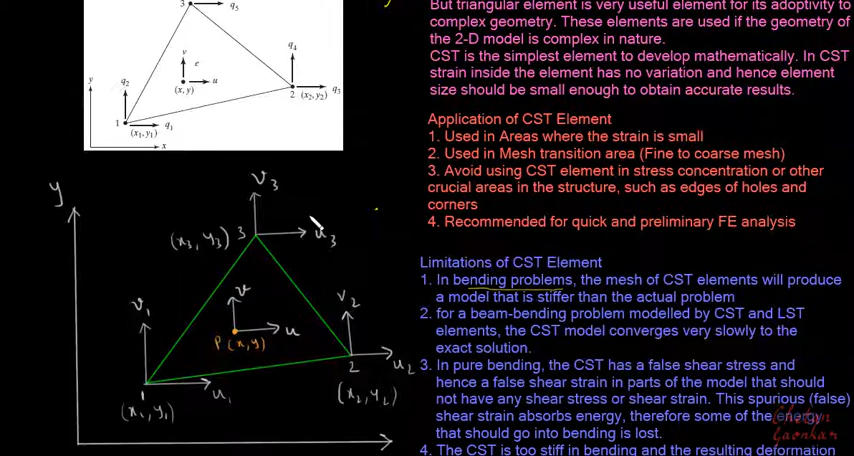 3
q5
q4
v
e
q2
u
(x, y)
2 (x2, y2)
q3
y
1
q1
(x1, y1)
x
y
v3
(x3, y3) 3
u3
v1
v
v2
u
P (x, y)
u2
2
1
u1
(x1, y1)
(x2, y2)
But triangular element is very useful element for its adoptivity to
complex geometry. These elements are used if the geometry of
the 2-D model is complex in nature.
CST is the simplest element to develop mathematically. In CST
strain inside the element has no variation and hence element
size should be small enough to obtain accurate results.
Application of CST Element
1. Used in Areas where the strain is small
2. Used in Mesh transition area (Fine to coarse mesh)
3. Avoid using CST element in stress concentration or other
crucial areas in the structure, such as edges of holes and
corners
4. Recommended for quick and preliminary FE analysis
Limitations of CST Element
1. In bending problems, the mesh of CST elements will produce
a model that is stiffer than the actual problem
2. for a beam-bending problem modelled by CST and LST
elements, the CST model converges very slowly to the
exact solution.
3. In pure bending, the CST has a false shear stress and
hence a false shear strain in parts of the model that should
not have any shear stress or shear strain. This spurious (false)
shear strain absorbs energy, therefore some of the energy
that should go into bending is lost.
4. The CST is too stiff in bending and the resulting deformation